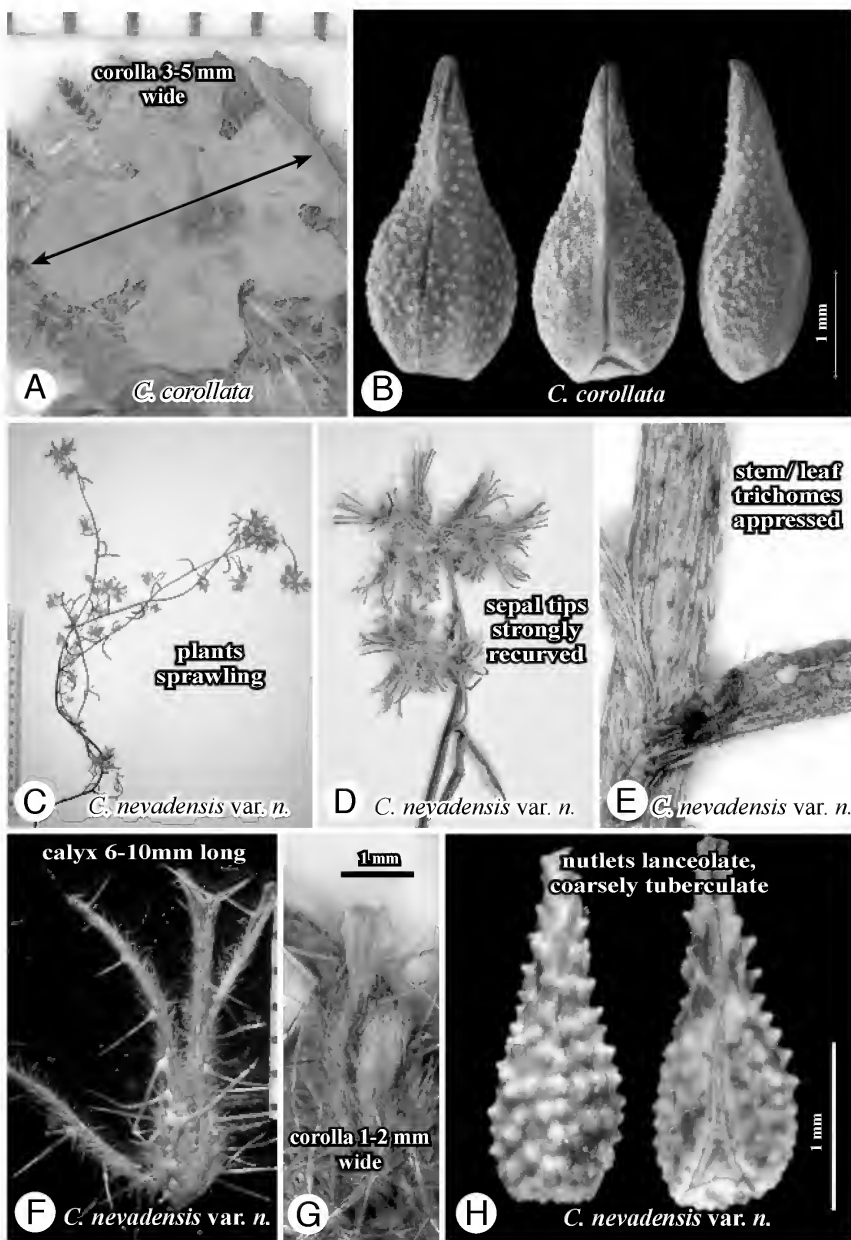 corolla 3-5 mm
wide
A
C. corollata
1 mm
B
C. corollata
plants
sprawling
C
C. nevadensis var. n.
sepal tips
strongly
recurved
D
C. nevadensis var. n.
stem/ leaf
trichomes
appressed
E
C. nevadensis var. n.
calyx 6-10mm long
F
C. nevadensis var. n.
1 mm
corolla 1-2 mm
wide
G
nutlets lanceolate,
coarsely tuberculate
1 mm
H
C. nevadensis var. n.